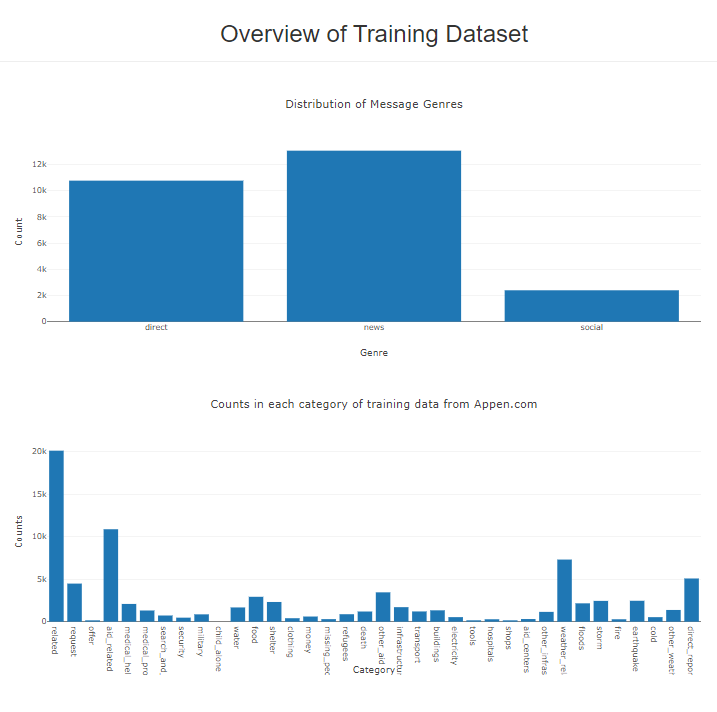 Overview of Training Dataset
Distribution of Message Genres
12k
10k
8k
6k
4k
2k
0
Count
direct
news
social
Genre
Counts in each category of training data from Appen.com
20k
15k
10k
5k
0
Counts
related
request
offer
aid_related
medical_hel
medical_pro
search_and_
security
military
child_alone
water
food
shelter
clothing
money
missing_peo
refugees
death
other_aid
infrastructur
transport
buildings
electricity
tools
hospitals
shops
aid_centers
other_infras
weather_rel
floods
storm
fire
earthquake
cold
other_weath
direct_repor
Category